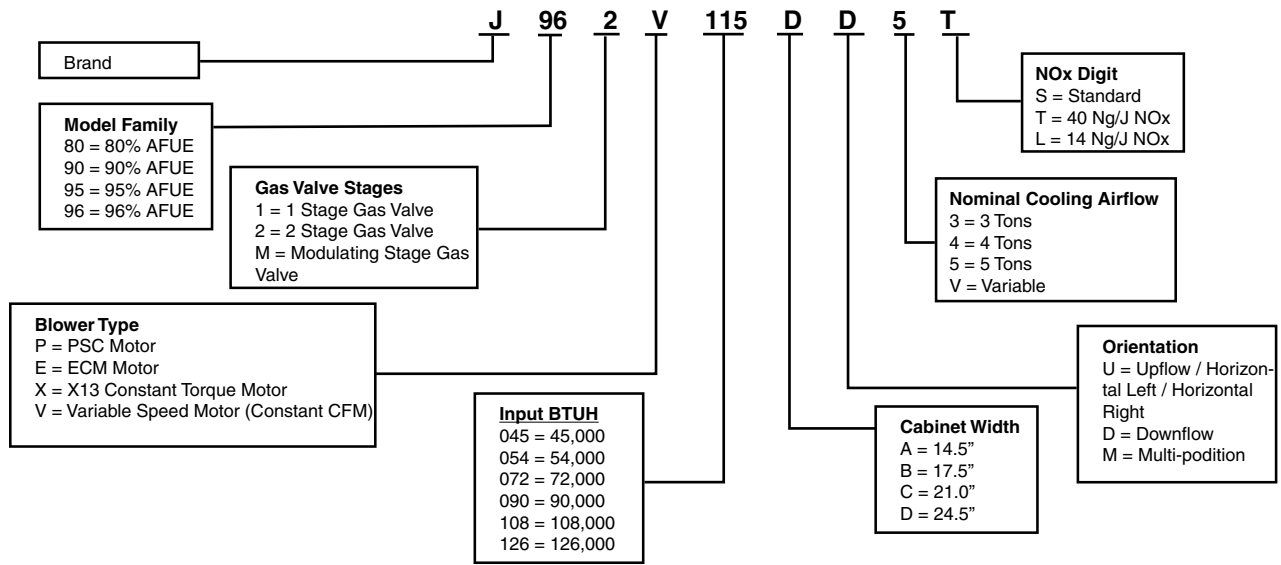 J 96 2 V 115 D D 5 T
Brand
Model Family
80 = 80% AFUE
90 = 90% AFUE
95 = 95% AFUE
96 = 96% AFUE
Gas Valve Stages
1 = 1 Stage Gas Valve
2 = 2 Stage Gas Valve
M = Modulating Stage Gas
Valve
Blower Type
P = PSC Motor
E = ECM Motor
X = X13 Constant Torque Motor
V = Variable Speed Motor (Constant CFM)
Input BTUH
045 = 45,000
054 = 54,000
072 = 72,000
090 = 90,000
108 = 108,000
126 = 126,000
Cabinet Width
A = 14.5”
B = 17.5”
C = 21.0”
D = 24.5”
Orientation
U = Upflow / Horizon-
tal Left / Horizontal
Right
D = Downflow
M = Multi-podition
Nominal Cooling Airflow
3 = 3 Tons
4 = 4 Tons
5 = 5 Tons
V = Variable
NOx Digit
S = Standard
T = 40 Ng/J NOx
L = 14 Ng/J NOx